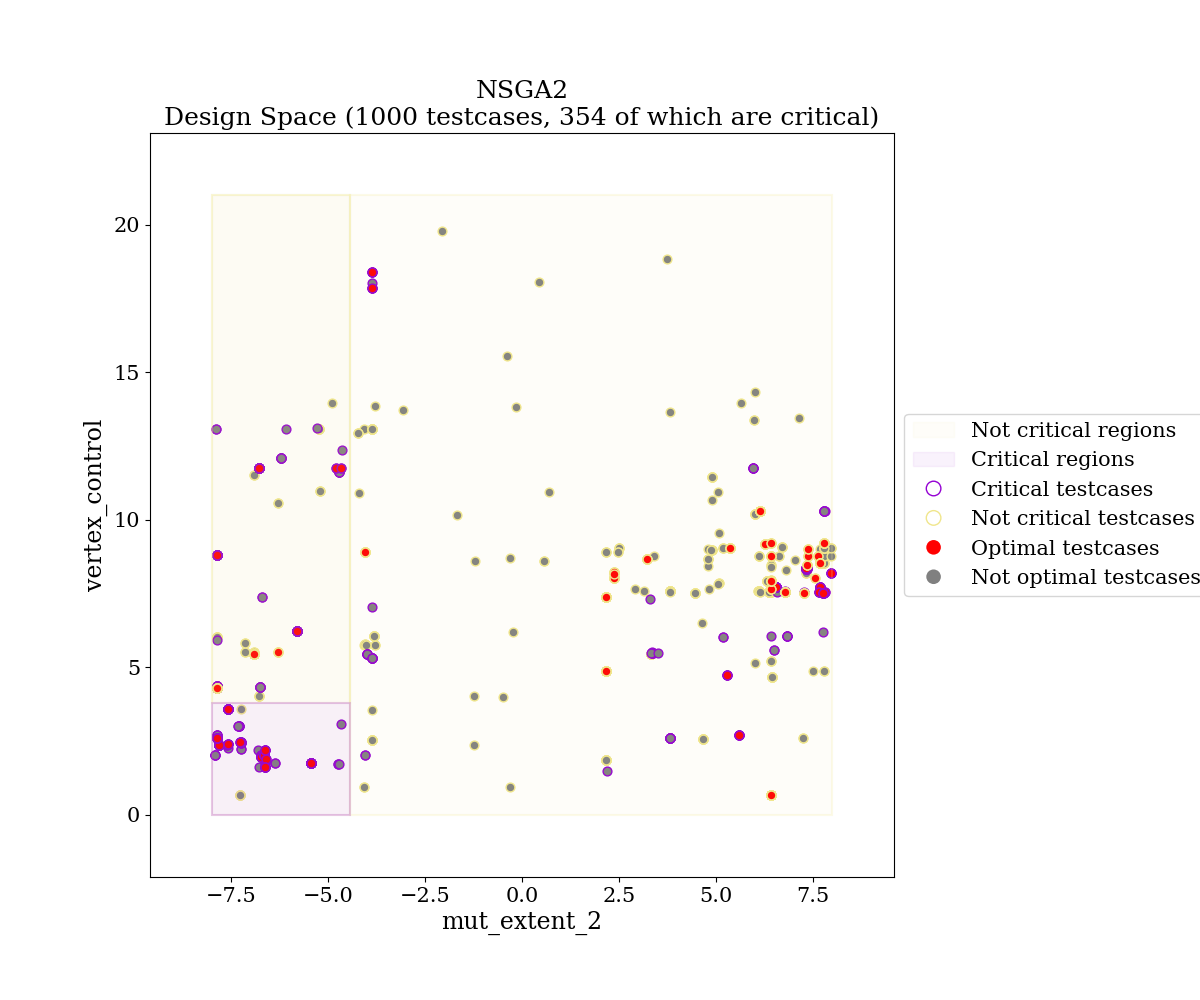 NSGA2
Design Space (1000 testcases, 354 of which are critical)
20
15
10
5
0
vertex_control
−7.5 −5.0 −2.5 0.0 2.5 5.0 7.5
mut_extent_2
Not critical regions
Critical regions
Critical testcases
Not critical testcases
Optimal testcases
Not optimal testcases